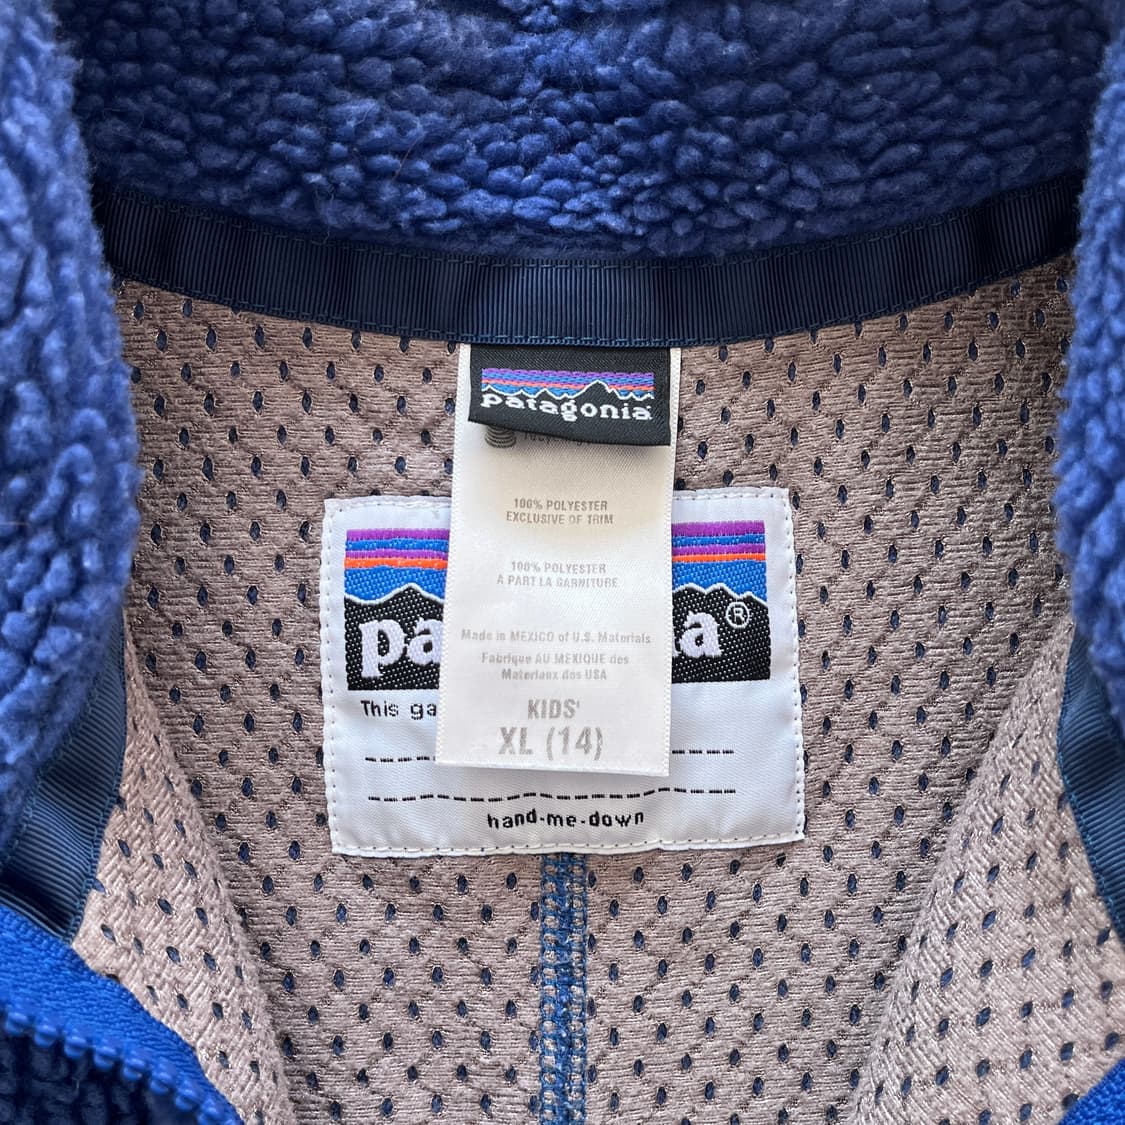 patagonia
100% POLYESTER
EXCLUSIVE OF TRIM
100% POLYESTER
A PART LA GARNITURE
Made in MEXICO of U.S. Materials
Fabrique AU MEXIQUE des
Materiaux des USA
KIDS'
XL (14)
pa a®
This ga
hand-me-down